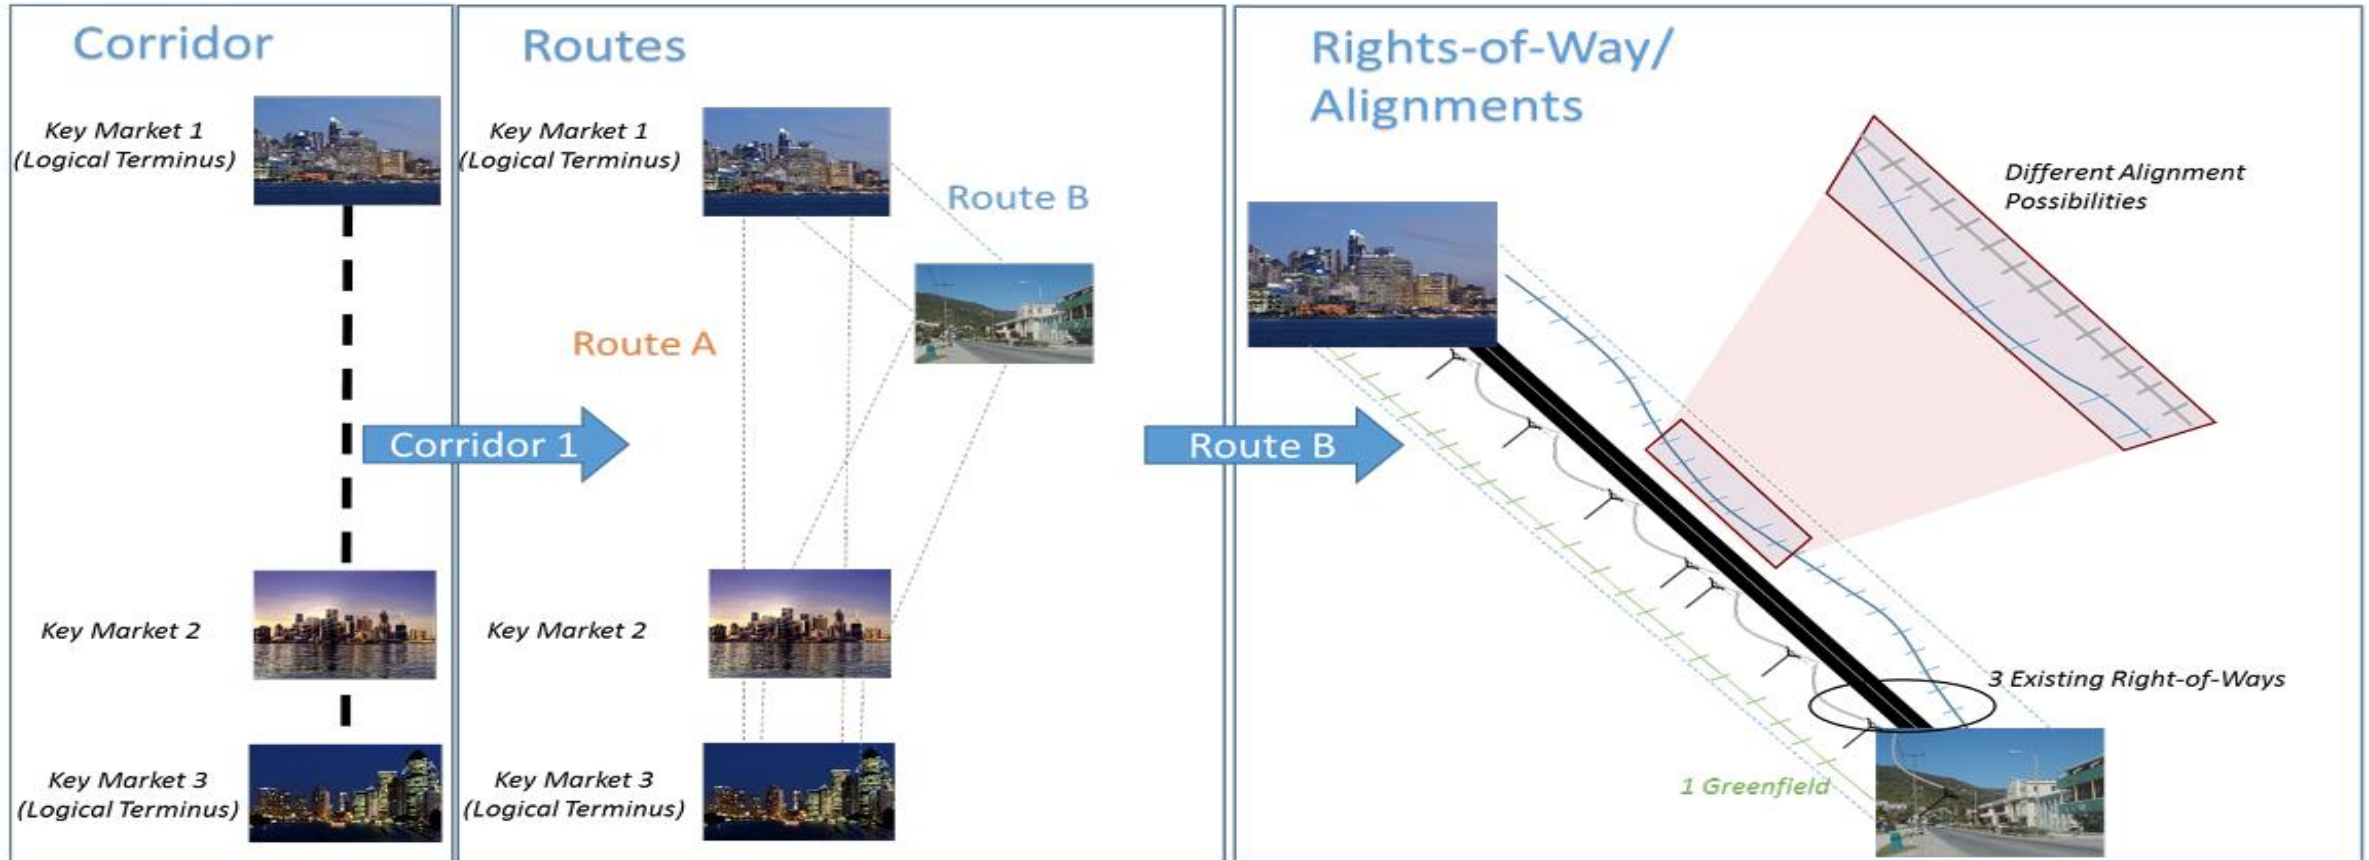 Corridor
Key Market 1
(Logical Terminus)
Corridor 1
Key Market 2
Key Market 3
(Logical Terminus)
Routes
Key Market 1
(Logical Terminus)
Route B
Route A
Key Market 2
Key Market 3
(Logical Terminus)
Route B
Rights-of-Way/
Alignments
Different Alignment
Possibilities
3 Existing Right-of-Ways
1 Greenfield